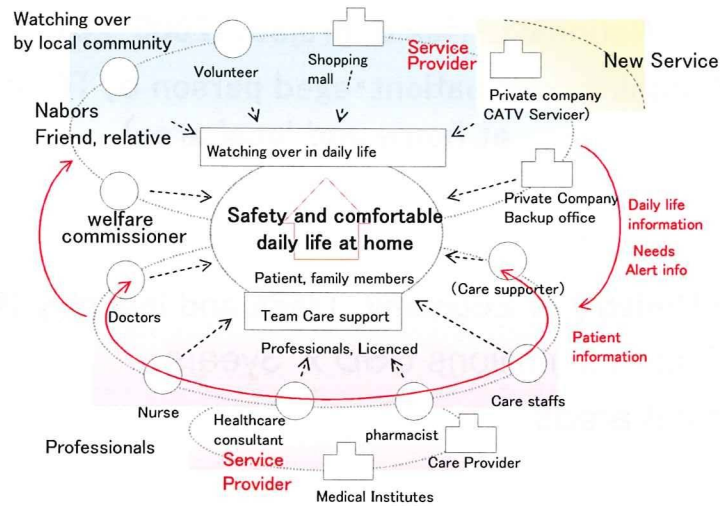 Watching over
by local community
Volunteer
Shopping
mall
Service
Provider
New Service
Private company
CATV Servicer)
Nabors
Friend, relative
Watching over in daily life
welfare
commissioner
Safety and comfortable
daily life at home
Private Company
Backup office
Daily life
information
Needs
Alert info
Patient, family members
(Care supporter)
Doctors
Team Care support
Professionals, Licenced
Patient
information
Nurse
Healthcare
consultant
pharmacist
Care staffs
Professionals
Service
Provider
Care Provider
Medical Institutes